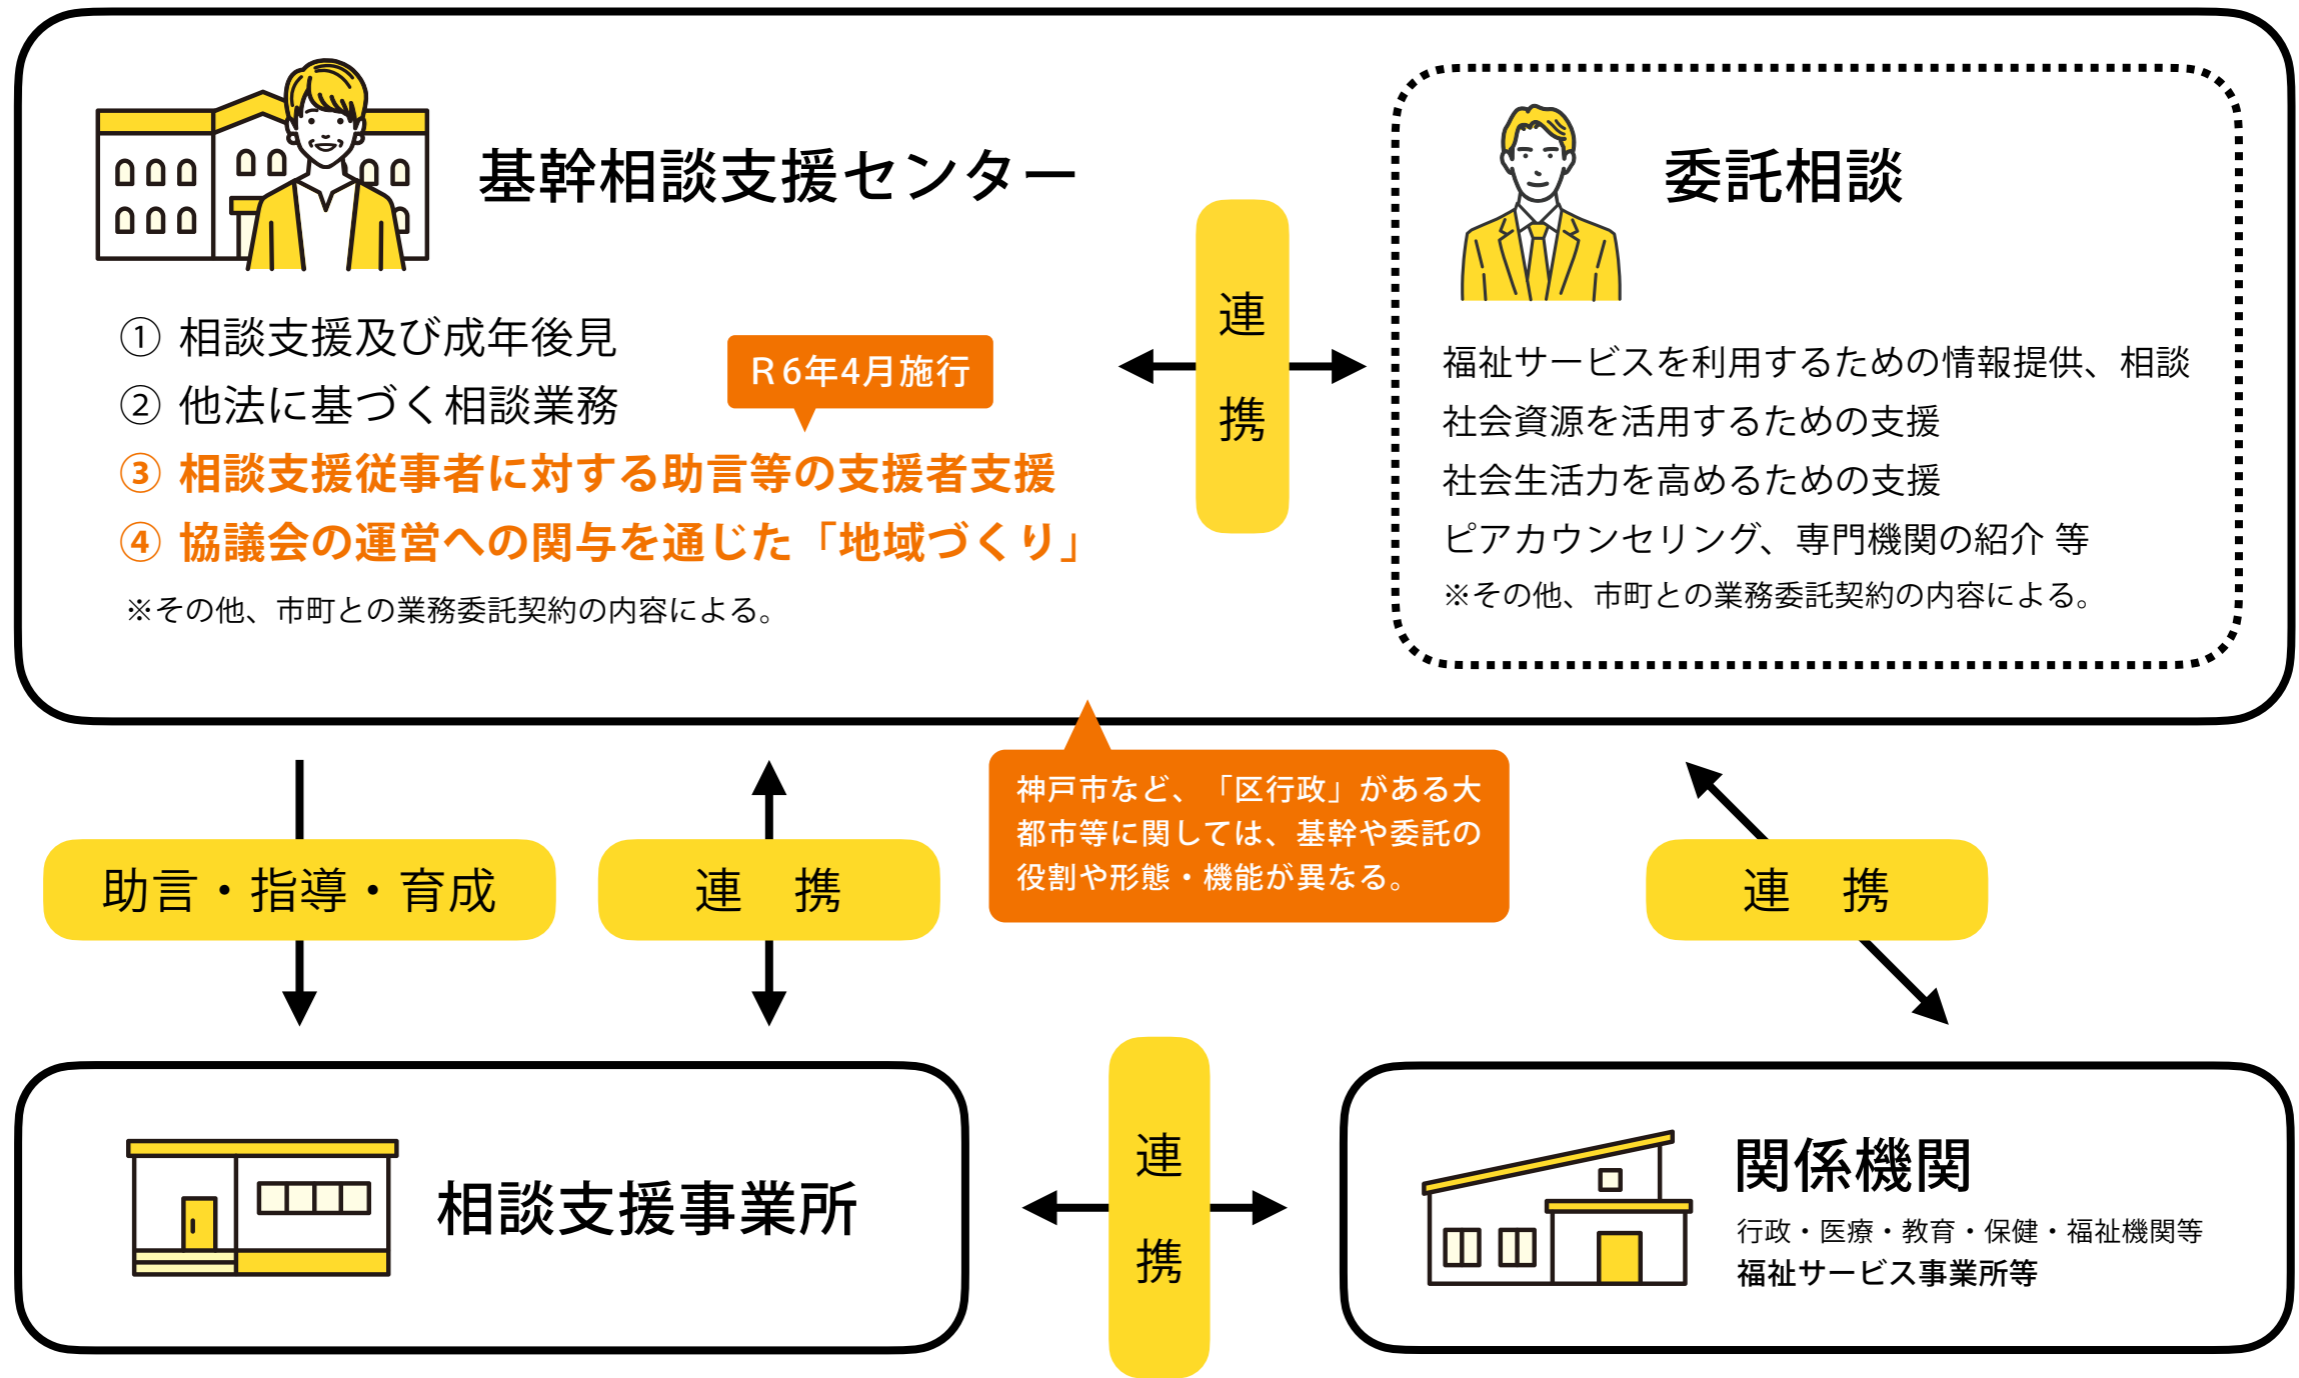 基幹相談支援センター
① 相談支援及び成年後見
② 他法に基づく相談業務
R6年4月施行
③ 相談支援従事者に対する助言等の支援者支援
④ 協議会の運営への関与を通じた「地域づくり」
※その他、市町との業務委託契約の内容による。
連携
委託相談
福祉サービスを利用するための情報提供、相談
社会資源を活用するための支援
社会生活力を高めるための支援
ピアカウンセリング、専門機関の紹介 等
※その他、市町との業務委託契約の内容による。
神戸市など、「区行政」がある大
都市等に関しては、基幹や委託の
役割や形態・機能が異なる。
助言・指導・育成
連　携
連　携
相談支援事業所
連携
関係機関
行政・医療・教育・保健・福祉機関等
福祉サービス事業所等